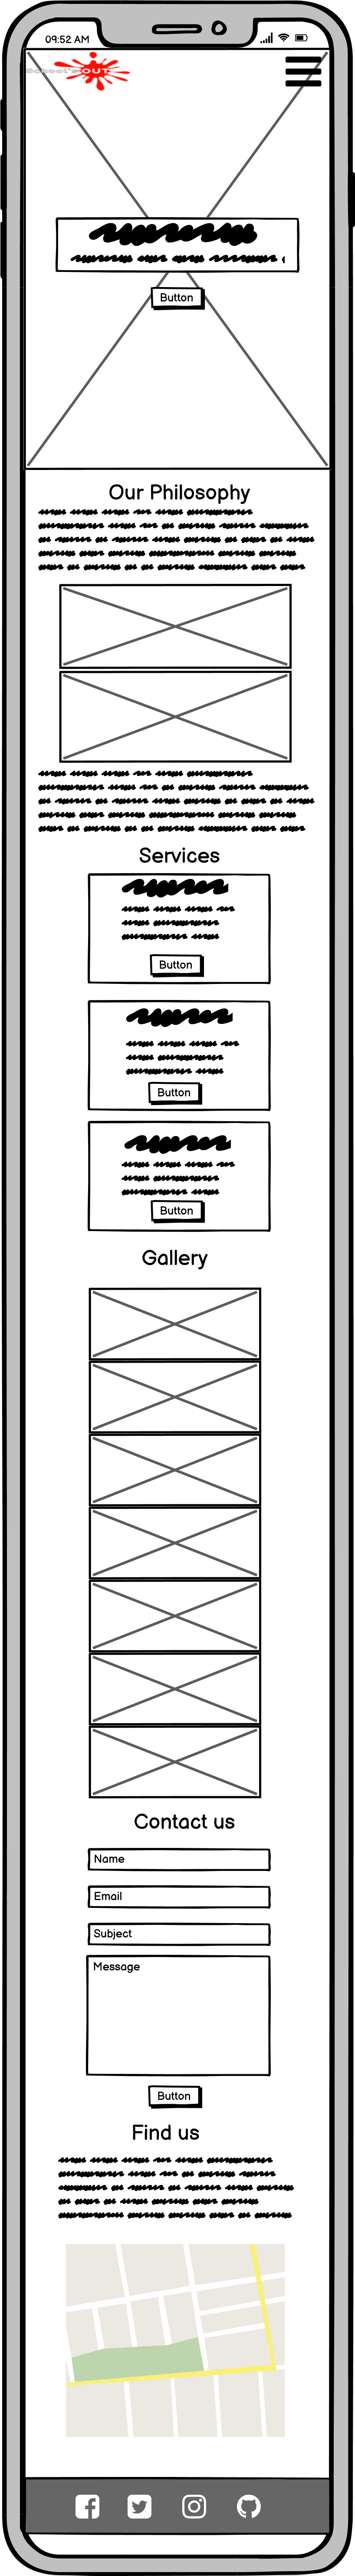 09:52 AM
School's OUT
Button
Our Philosophy
Services
Button
Button
Button
Gallery
Contact us
Name
Email
Subject
Message
Button
Find us